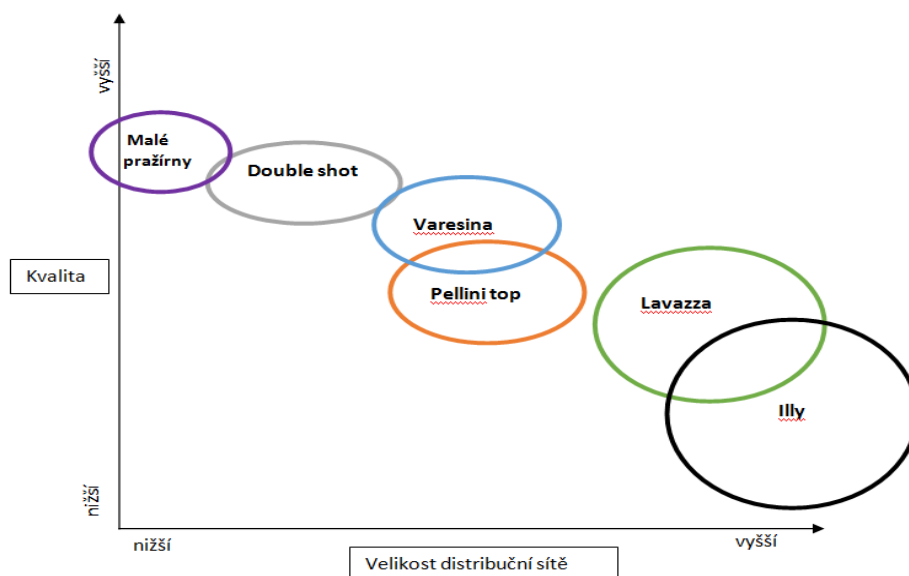 vyšší
Malé
pražírny
Double shot
Varesina
Kvalita
Pellini top
Lavazza
Illy
nižší
nižší
vyšší
Velikost distribuční sítě